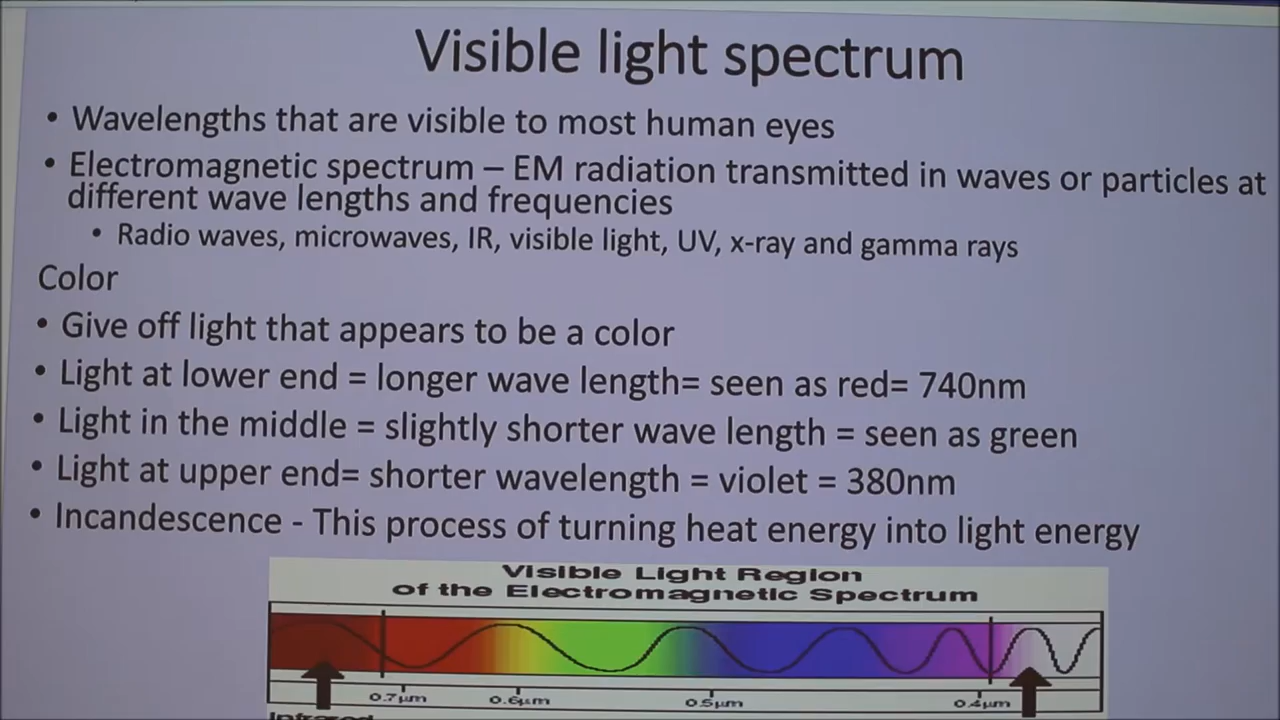 Visible light spectrum
• Wavelengths that are visible to most human eyes
• Electromagnetic spectrum – EM radiation transmitted in waves or particles at
different wave lengths and frequencies
• Radio waves, microwaves, IR, visible light, UV, x-ray and gamma rays
Color
• Give off light that appears to be a color
• Light at lower end = longer wave length= seen as red= 740nm
• Light in the middle = slightly shorter wave length = seen as green
• Light at upper end= shorter wavelength = violet = 380nm
• Incandescence - This process of turning heat energy into light energy
Visible Light Region
of the Electromagnetic Spectrum
0.7µm 0.6µm 0.5µm 0.4µm
Infrared